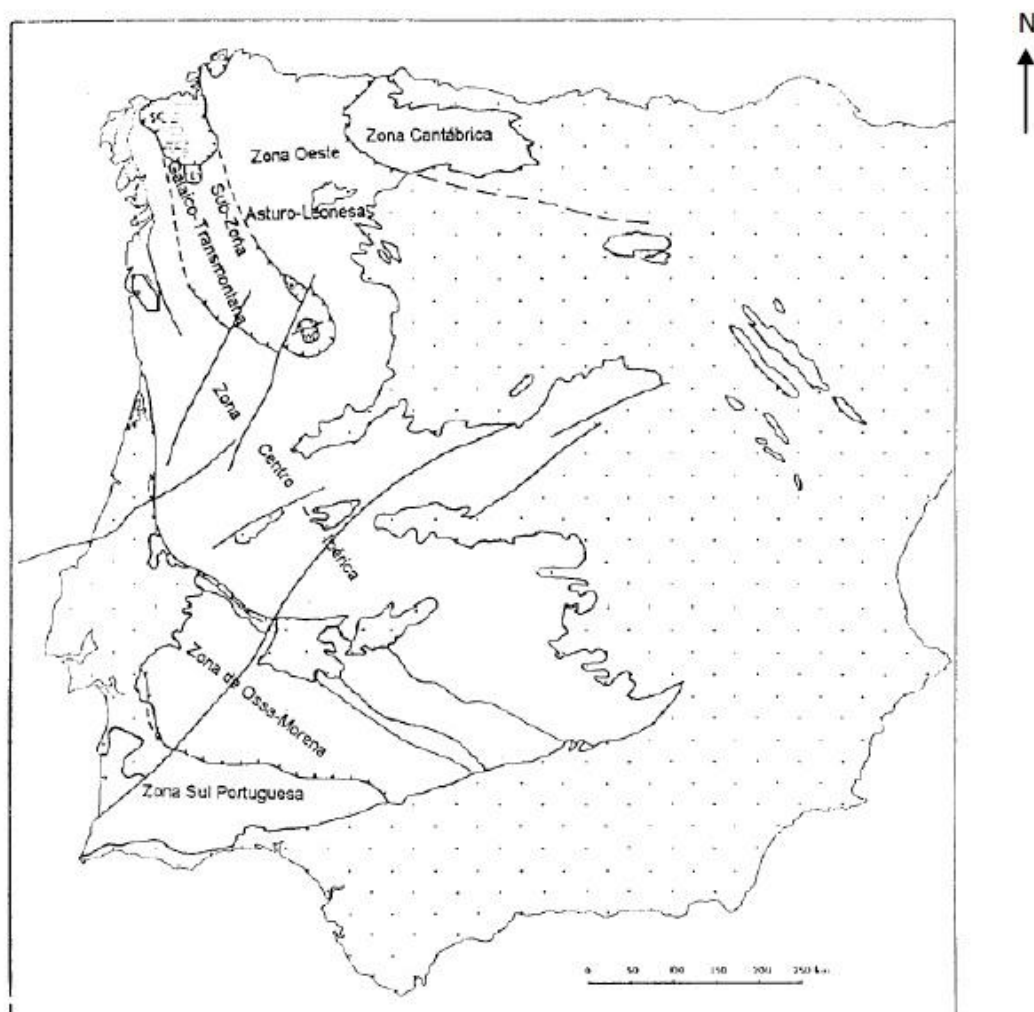 N
Zona Cantábrica
Zona Oeste
Asturo-Leonesa
Sub-Zona
Galaico-Transmontana
Zona
Centro
Ibérica
Zona de Ossa-Morena
Zona Sul Portuguesa
0 50 100 150 200 250 km